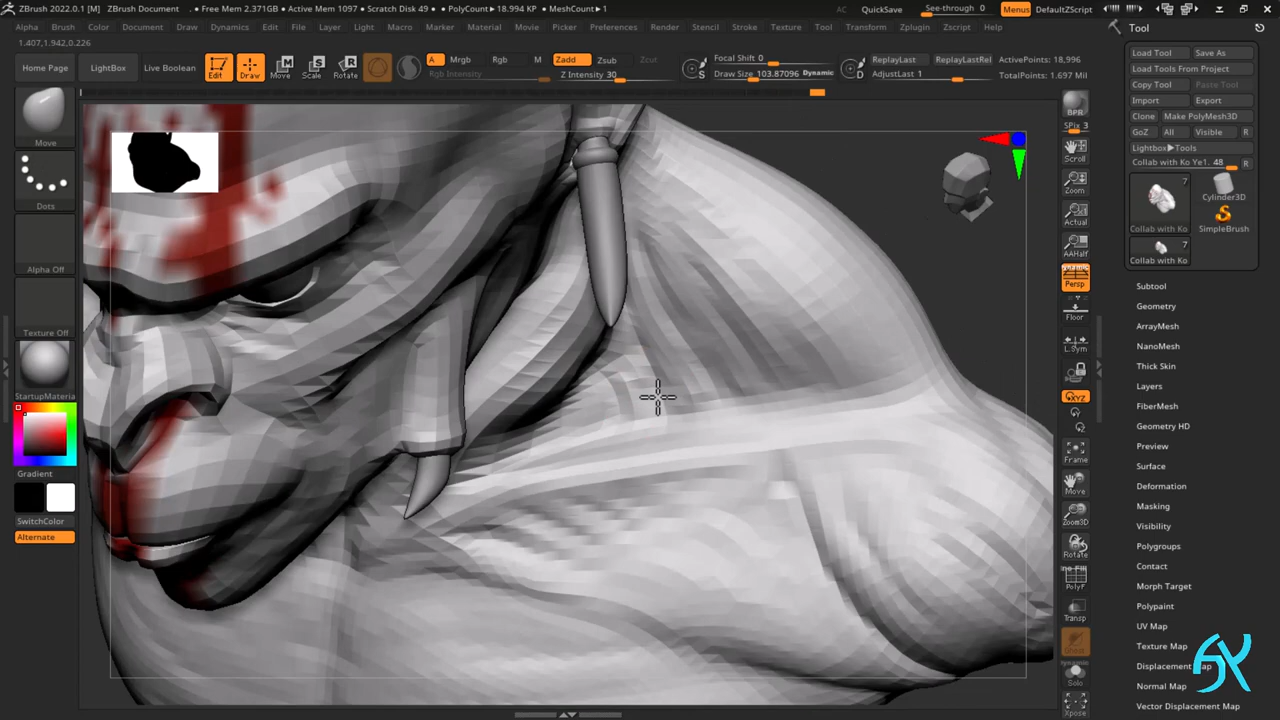 ZBrush 2022.0.1 [M] ZBrush Document . • Free Mem 2.371GB • Active Mem 1097 • Scratch Disk 49 • PolyCount▸ 18.994 KP • MeshCount▸ 1 AC QuickSave See-through 0 Menus DefaultZScript
Alpha Brush Color Document Draw Dynamics Edit File Layer Light Macro Marker Material Movie Picker Preferences Render Stencil Stroke Texture Tool Transform Zplugin Zscript Help
1.407,1.942,0.226
Home Page LightBox Live Boolean Edit Draw Move Scale Rotate
A Mrgb Rgb M Zadd Zsub Zcut
Rgb Intensity Z Intensity 30
Focal Shift 0
Draw Size 103.87096 Dynamic
S
D
ReplayLast ReplayLastRel
AdjustLast 1
ActivePoints: 18,996
TotalPoints: 1.697 Mil
Move
Dots
Alpha Off
Texture Off
StartupMateria
Gradient
SwitchColor
Alternate
BPR
SPix 3
Scroll
Zoom
Actual
AAHalf
Persp
Floor
L.Sym
XYZ
Y
Z
Frame
Move
Zoom3D
Rotate
PolyF
Transp
Ghost
Dynamic
Solo
Xpose
Tool
Load Tool Save As
Load Tools From Project
Copy Tool Paste Tool
Import Export
Clone Make PolyMesh3D
GoZ All Visible R
Lightbox▸Tools
Collab with Ko Ye1. 48 R
7
Cylinder3D
Collab with Ko SimpleBrush
7
Collab with Ko
Subtool
Geometry
ArrayMesh
NanoMesh
Thick Skin
Layers
FiberMesh
Geometry HD
Preview
Surface
Deformation
Masking
Visibility
Polygroups
Contact
Morph Target
Polypaint
UV Map
Texture Map
Displacement Map
Normal Map
Vector Displacement Map